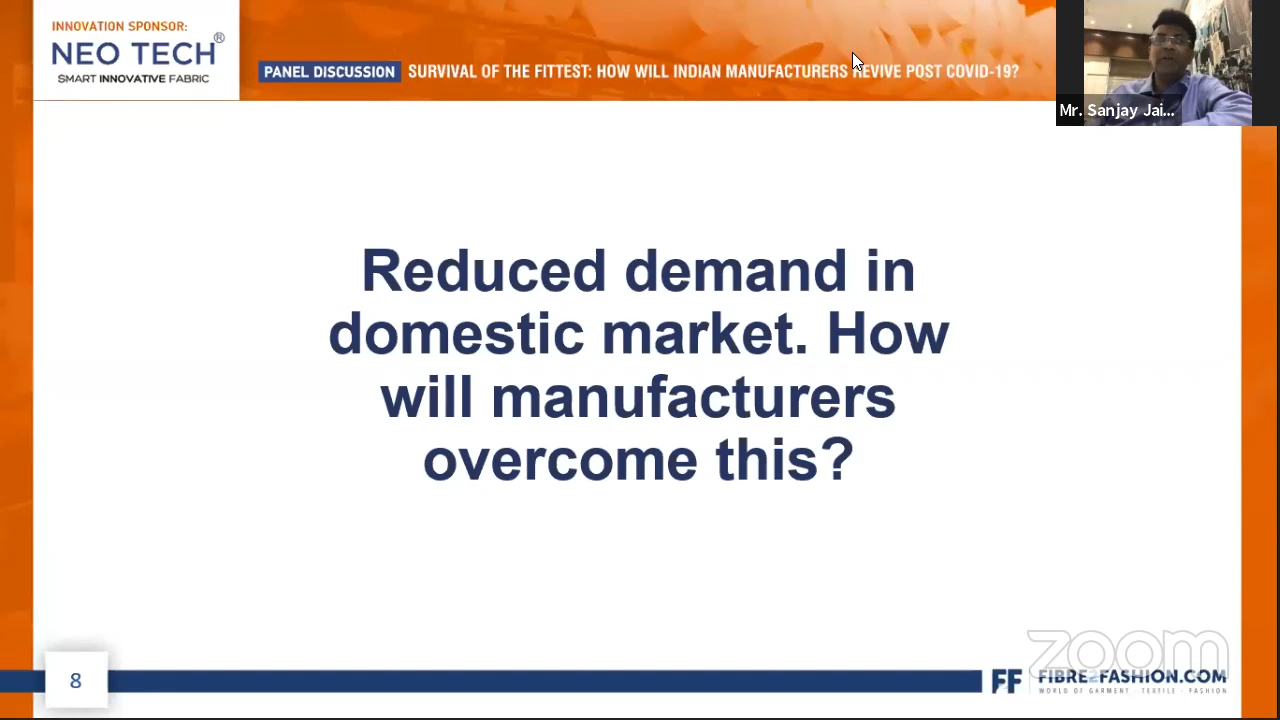 INNOVATION SPONSOR:
NEO TECH®
SMART INNOVATIVE FABRIC
PANEL DISCUSSION SURVIVAL OF THE FITTEST: HOW WILL INDIAN MANUFACTURERS REVIVE POST COVID-19?
Mr. Sanjay Jai...
Reduced demand in
domestic market. How
will manufacturers
overcome this?
zoom
8
FF FIBRE2FASHION.COM
WORLD OF GARMENT - TEXTILE - FASHION